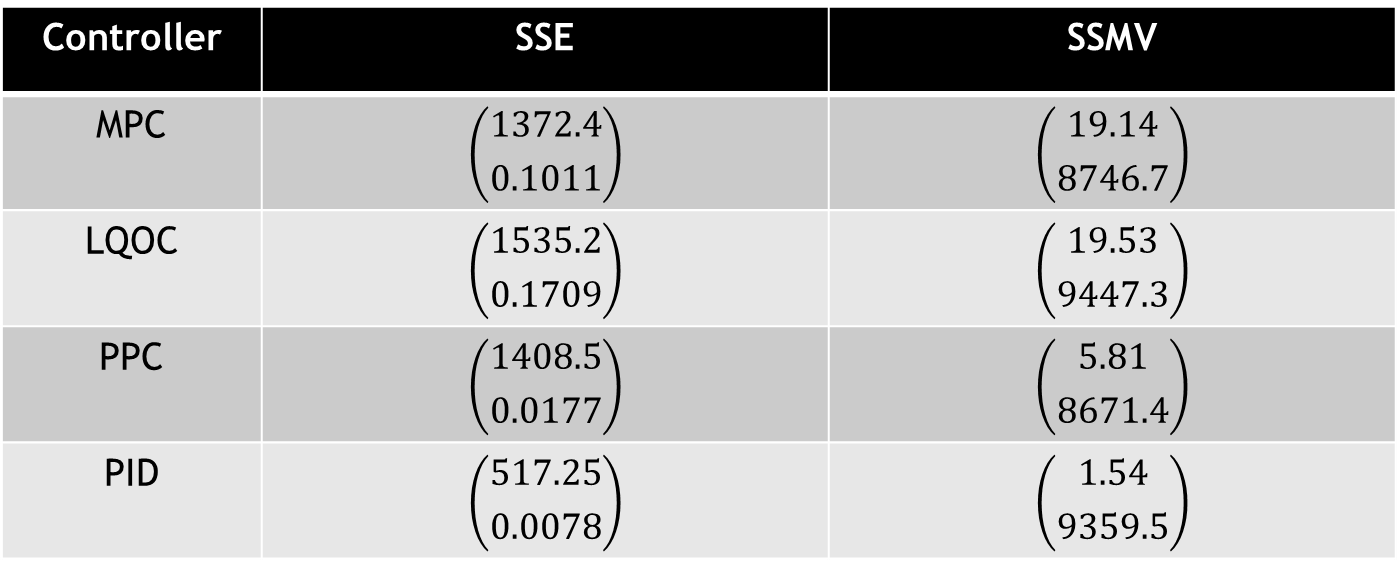 Controller SSE SSMV
MPC (1372.4 0.1011) (19.14 8746.7)
LQOC (1535.2 0.1709) (19.53 9447.3)
PPC (1408.5 0.0177) (5.81 8671.4)
PID (517.25 0.0078) (1.54 9359.5)